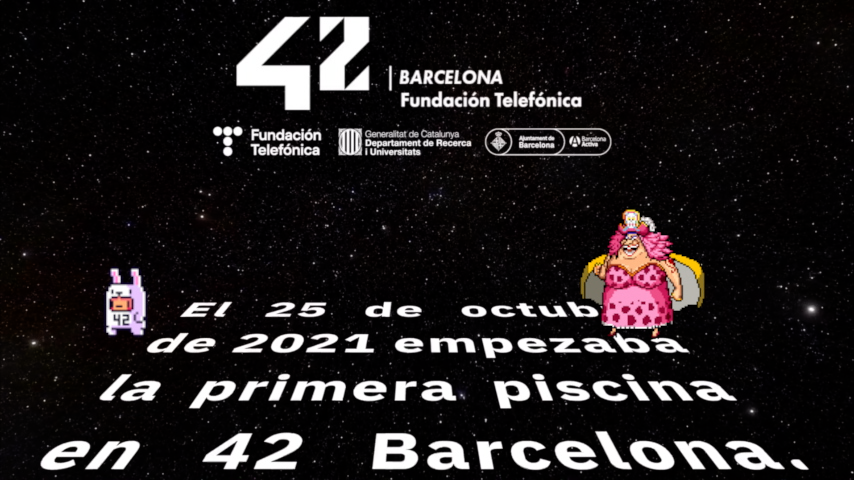 42
BARCELONA
Fundación Telefónica
Fundación
Telefónica
Generalitat de Catalunya
Departament de Recerca
i Universitats
Ajuntament de
Barcelona
Barcelona
Activa
42
El 25 de octub
de 2021 empezaba
la primera piscina
en 42 Barcelona.